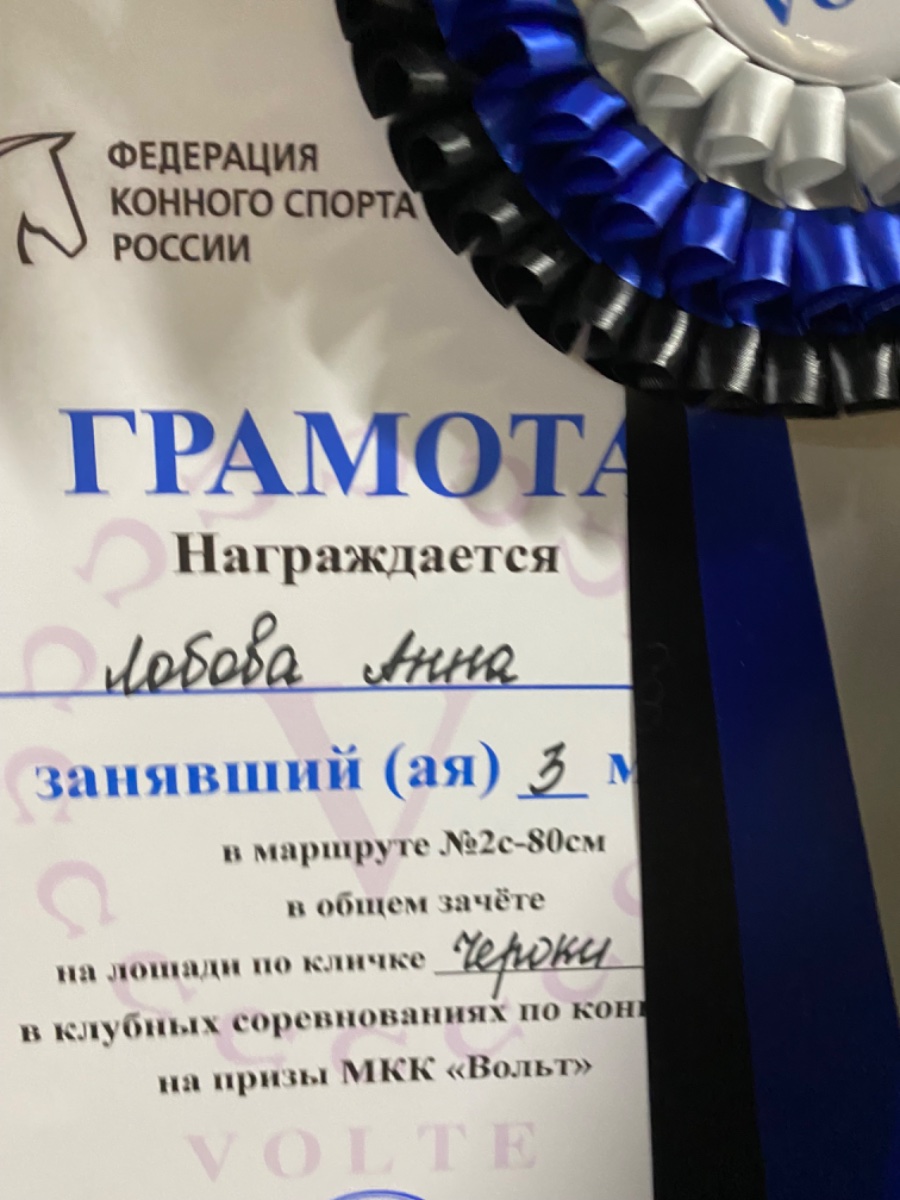 ФЕДЕРАЦИЯ
КОННОГО СПОРТА
РОССИИ
ГРАМОТА
Награждается
Лобова Анна
занявший (ая) 3 м
в маршруте №2с-80см
в общем зачёте
на лошади по кличке Чероки
в клубных соревнованиях по кон
на призы МКК «Вольт»
VOLTE